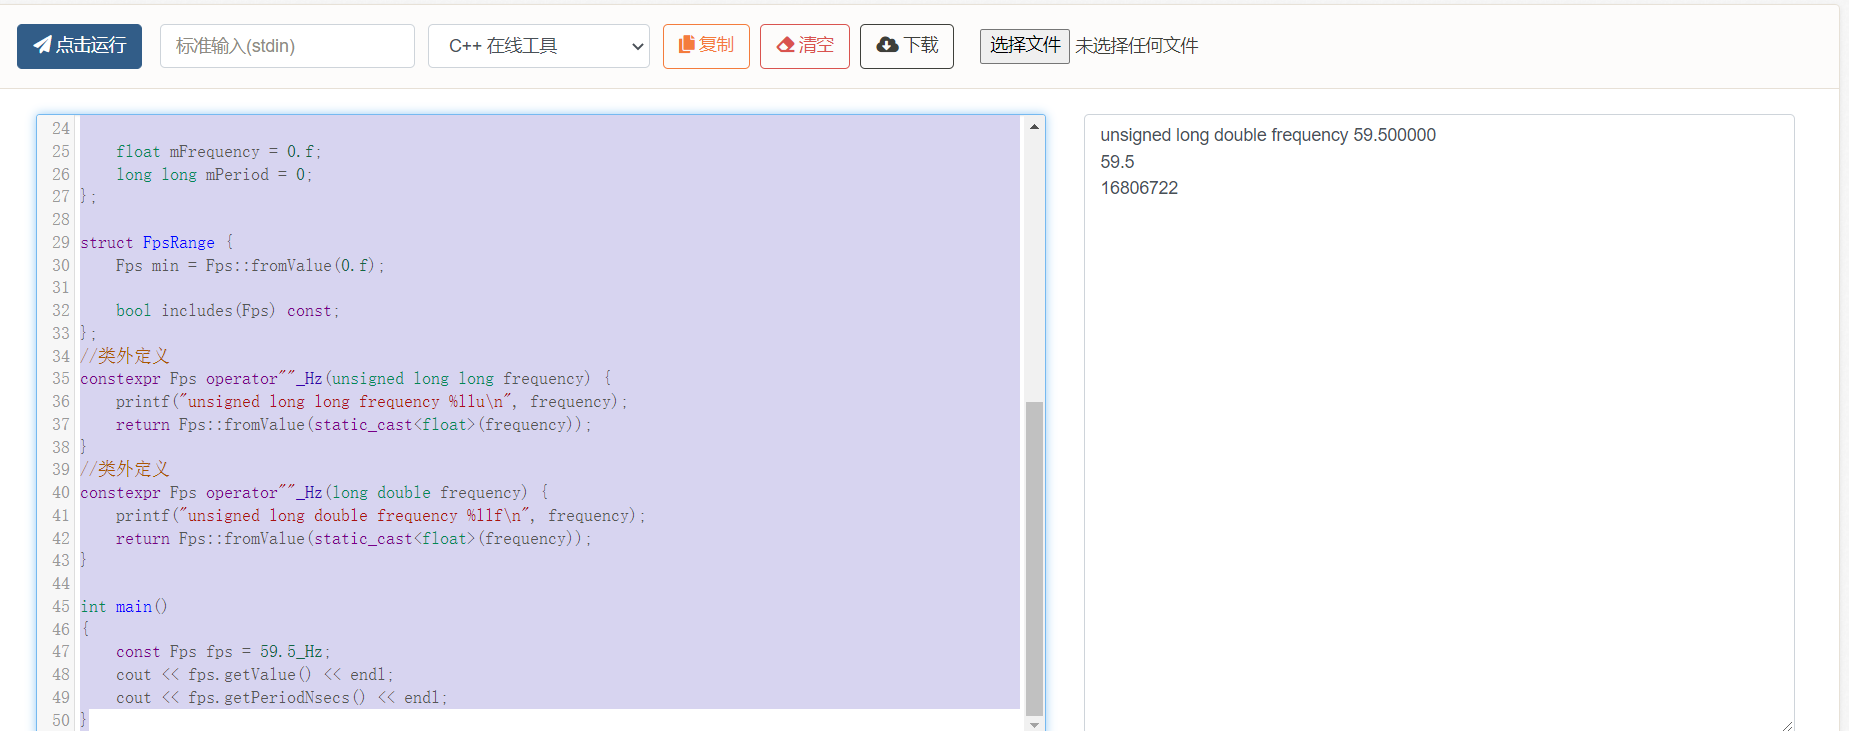 点击运行 标准输入(stdin) C++ 在线工具 复制 清空 下载 选择文件 未选择任何文件
24
25 float mFrequency = 0.f;
26 long long mPeriod = 0;
27 };
28
29 struct FpsRange {
30 Fps min = Fps::fromValue(0.f);
31
32 bool includes(Fps) const;
33 };
34 //类外定义
35 constexpr Fps operator""_Hz(unsigned long long frequency) {
36 printf("unsigned long long frequency %llu\n", frequency);
37 return Fps::fromValue(static_cast<float>(frequency));
38 }
39 //类外定义
40 constexpr Fps operator""_Hz(long double frequency) {
41 printf("unsigned long double frequency %llf\n", frequency);
42 return Fps::fromValue(static_cast<float>(frequency));
43 }
44
45 int main()
46 {
47 const Fps fps = 59.5_Hz;
48 cout << fps.getValue() << endl;
49 cout << fps.getPeriodNsecs() << endl;
50 }
unsigned long double frequency 59.500000
59.5
16806722